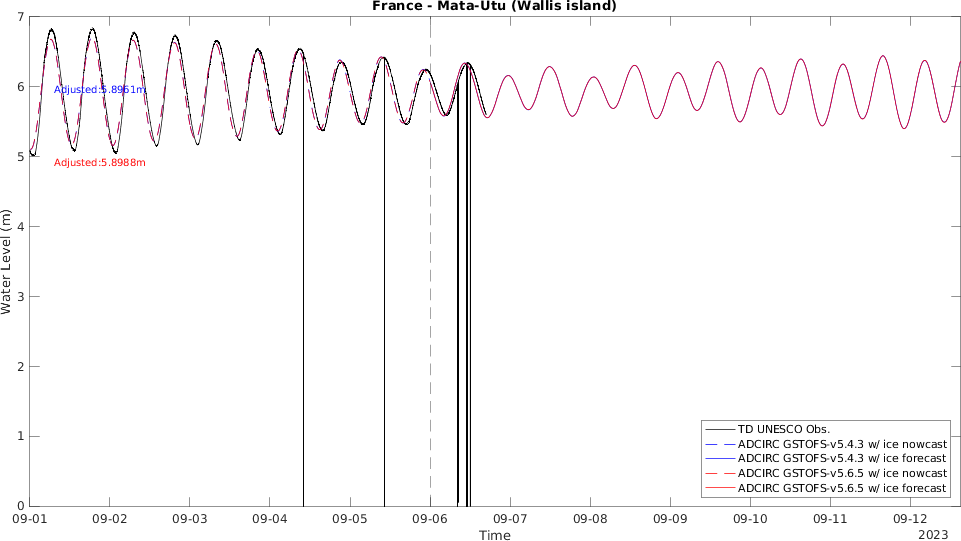 France - Mata-Utu (Wallis island)
7
6
5
4
3
2
1
0
Water Level (m)
Adjusted:5.8961m
Adjusted:5.8988m
TD UNESCO Obs.
ADCIRC GSTOFS-v5.4.3 w/ ice nowcast
ADCIRC GSTOFS-v5.4.3 w/ ice forecast
ADCIRC GSTOFS-v5.6.5 w/ ice nowcast
ADCIRC GSTOFS-v5.6.5 w/ ice forecast
09-01 09-02 09-03 09-04 09-05 09-06 09-07 09-08 09-09 09-10 09-11 09-12
Time
2023